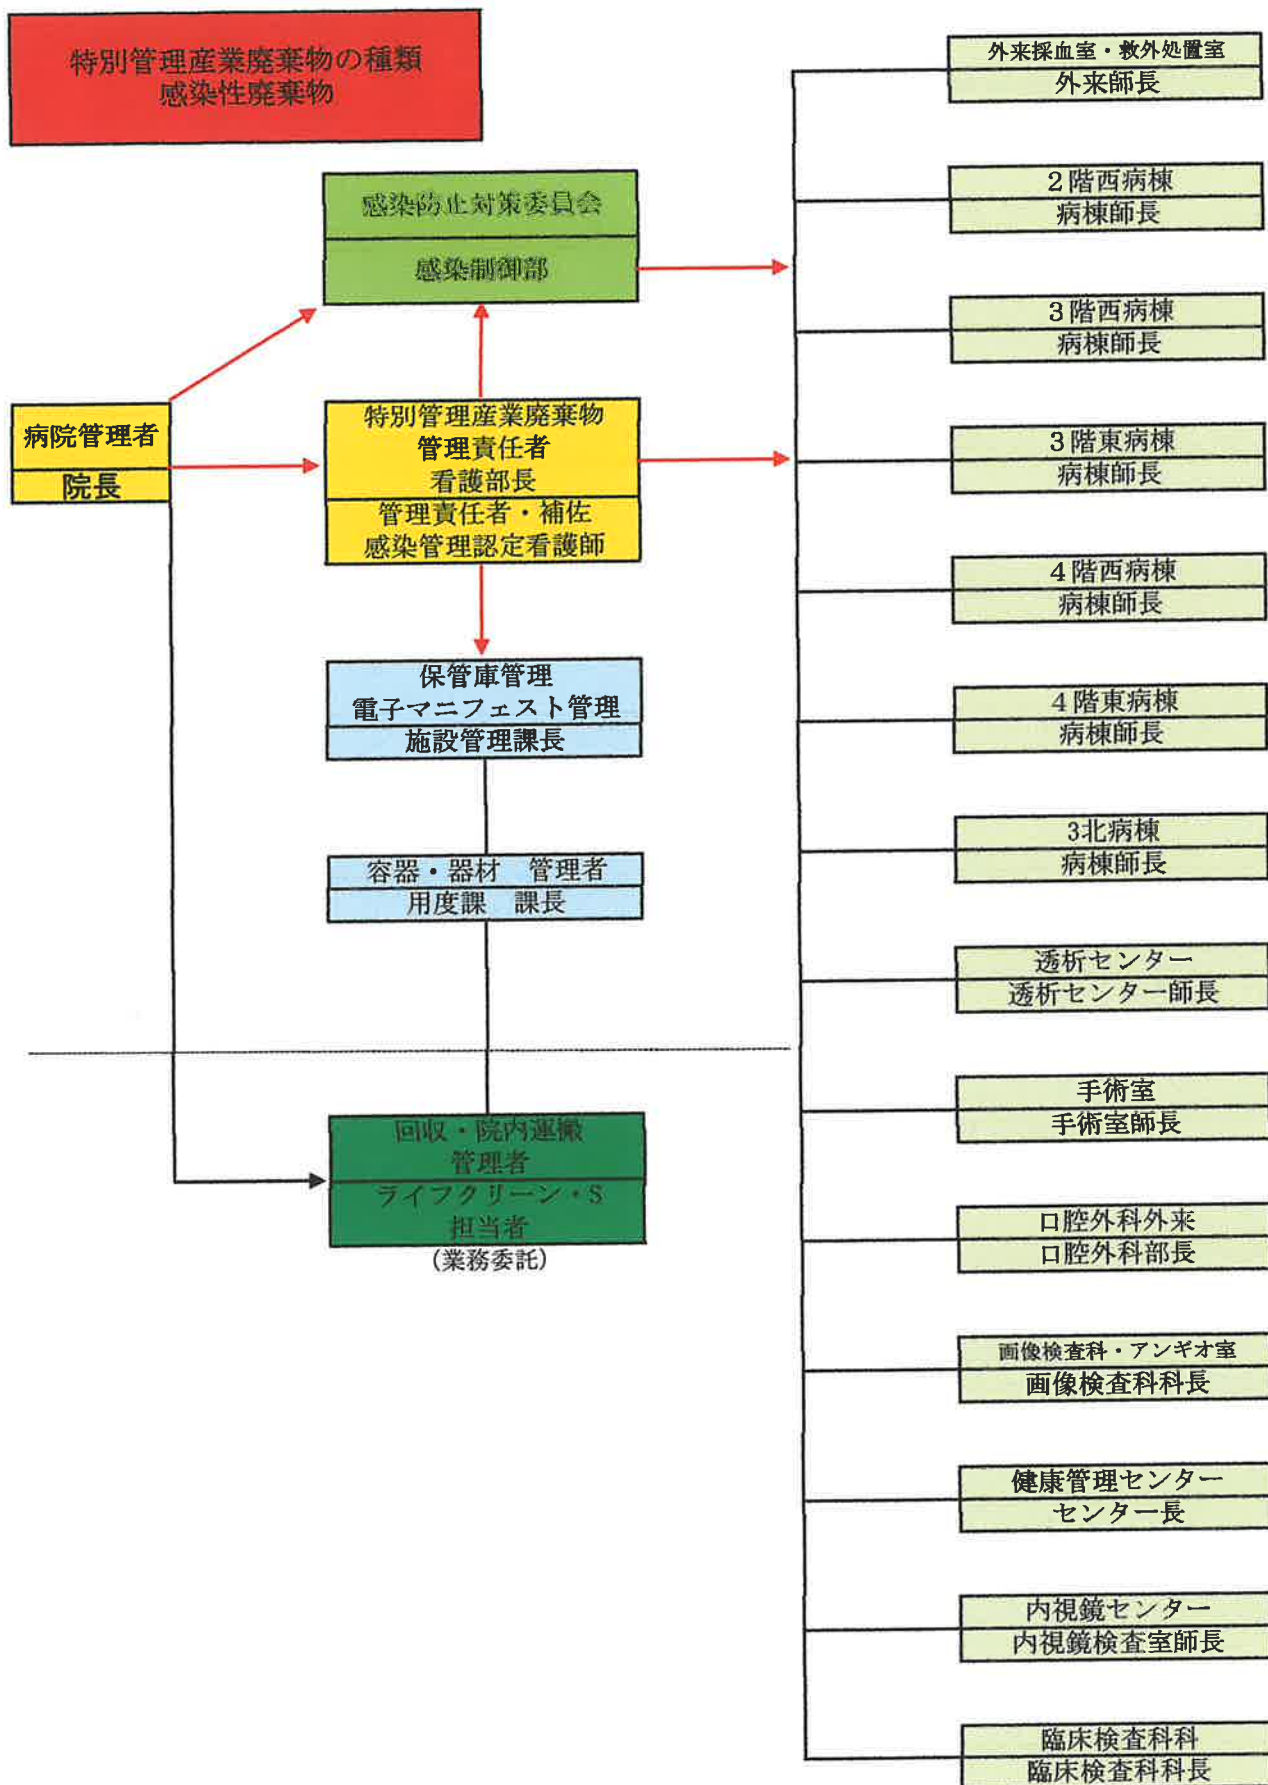 特別管理産業廃棄物の種類
感染性廃棄物
感染防止対策委員会
感染制御部
病院管理者
院長
特別管理産業廃棄物
管理責任者
看護部長
管理責任者・補佐
感染管理認定看護師
保管庫管理
電子マニフェスト管理
施設管理課長
容器・器材　管理者
用度課　課長
回収・院内運搬
管理者
ライフクリーン・S
担当者
(業務委託)
外来採血室・救外処置室
外来師長
2階西病棟
病棟師長
3階西病棟
病棟師長
3階東病棟
病棟師長
4階西病棟
病棟師長
4階東病棟
病棟師長
3北病棟
病棟師長
透析センター
透析センター師長
手術室
手術室師長
口腔外科外来
口腔外科部長
画像検査科・アンギオ室
画像検査科科長
健康管理センター
センター長
内視鏡センター
内視鏡検査室師長
臨床検査科科
臨床検査科科長